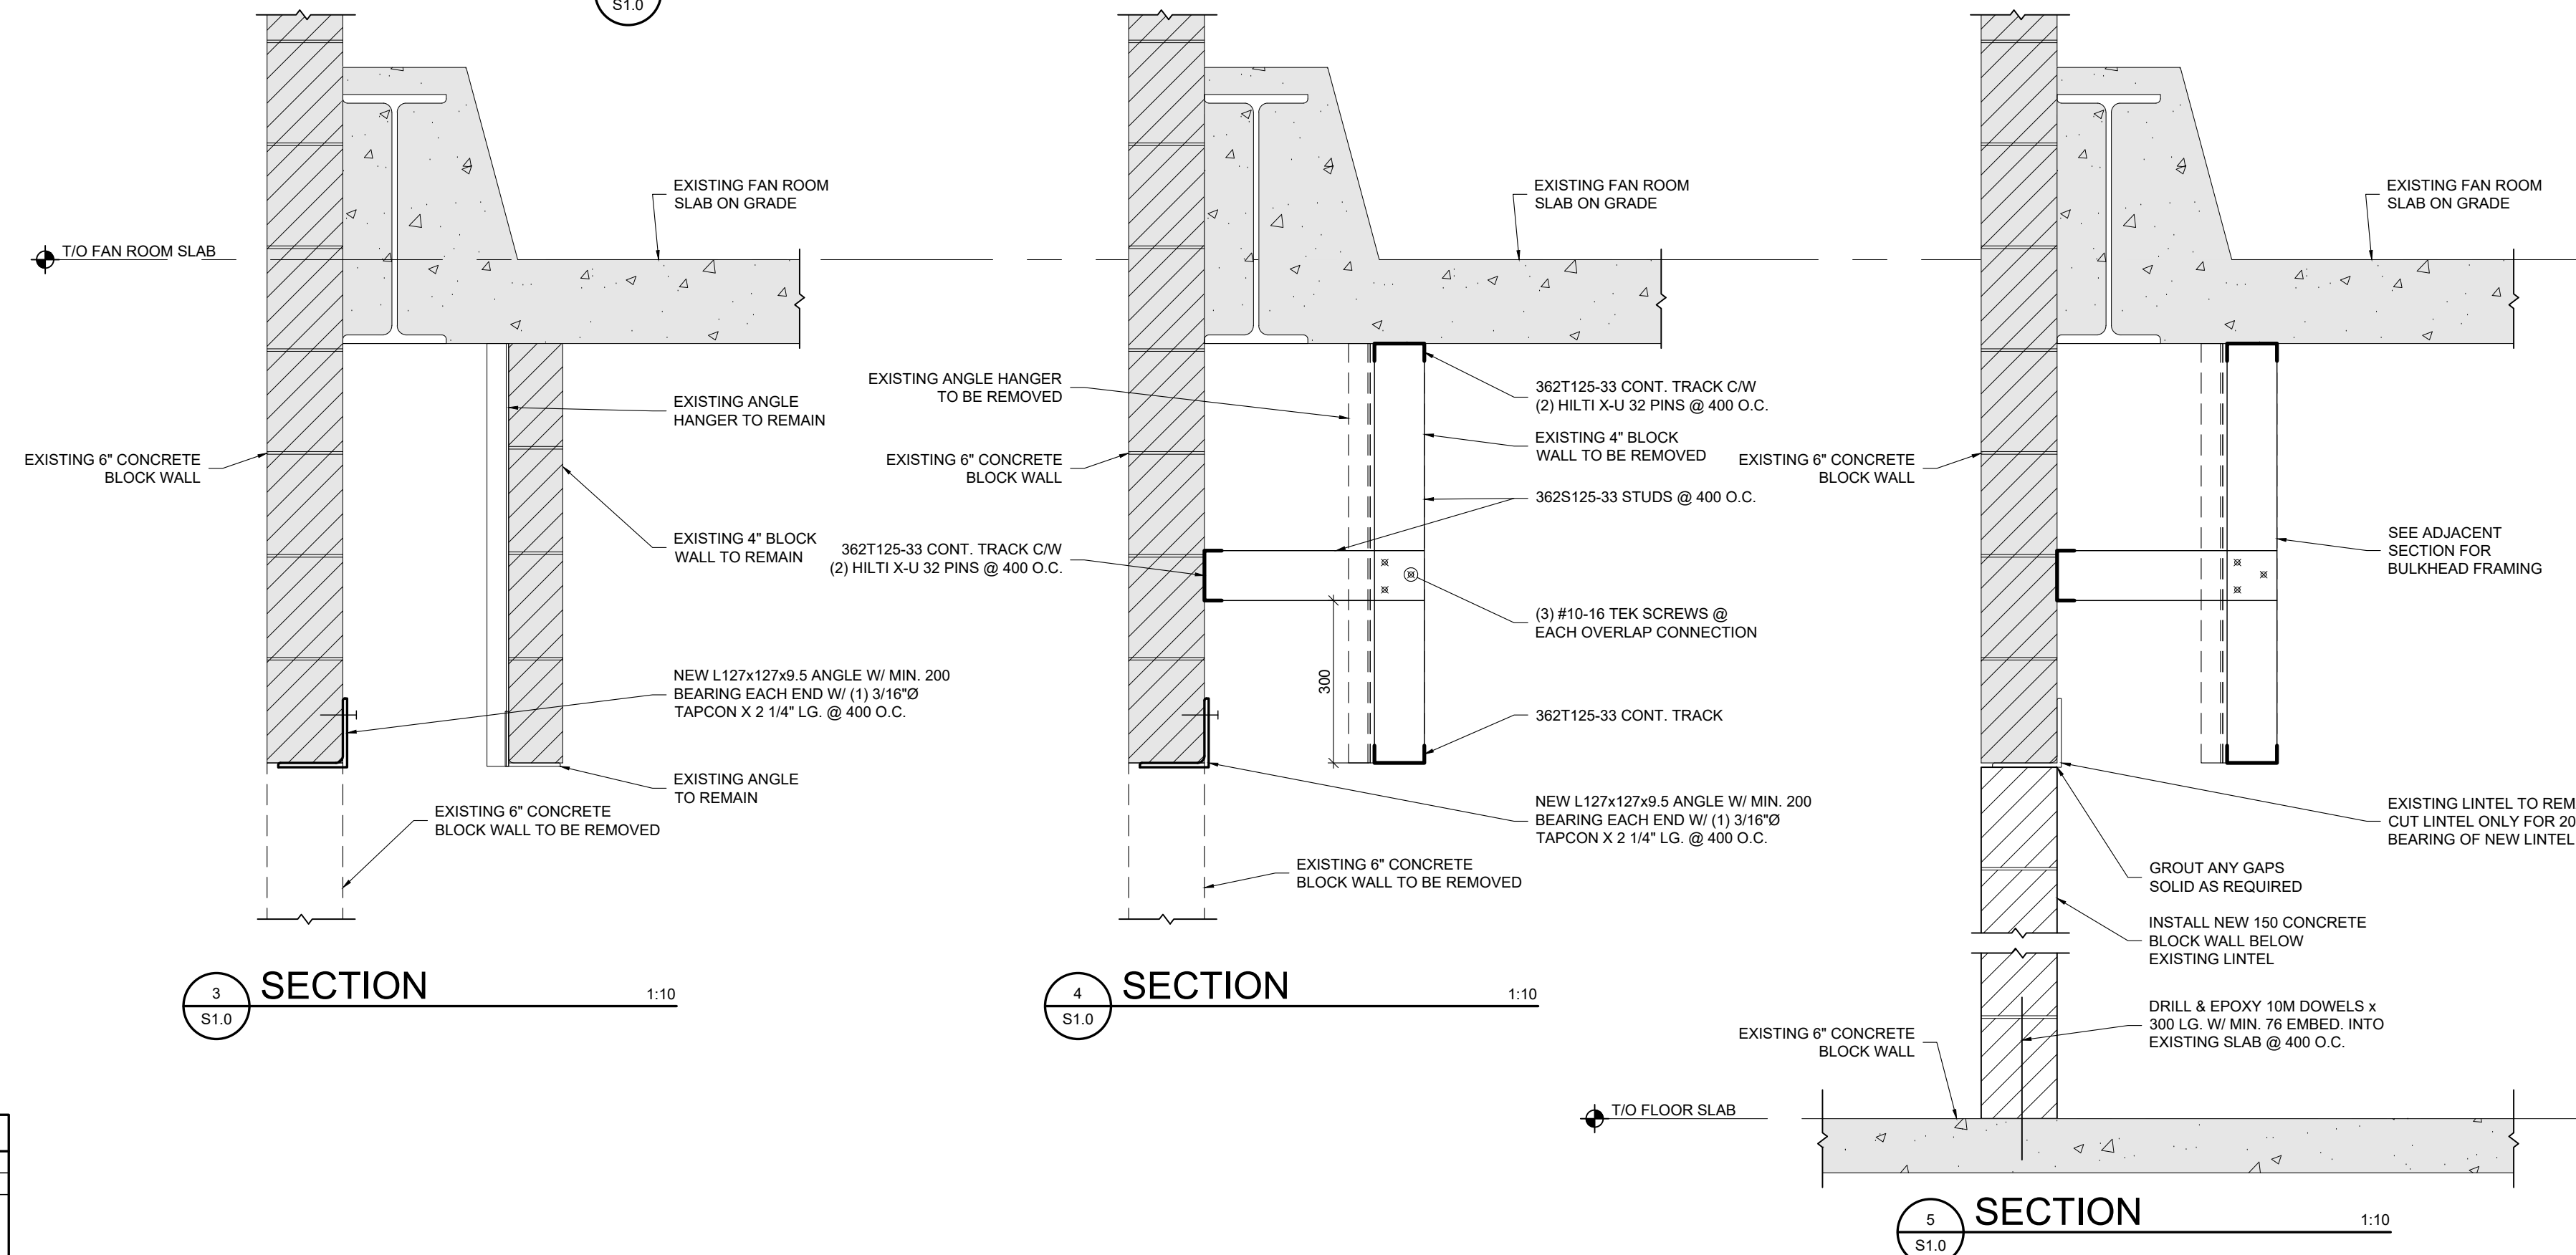 S1.0
T/O FAN ROOM SLAB
EXISTING FAN ROOM
SLAB ON GRADE
EXISTING ANGLE
HANGER TO REMAIN
EXISTING 6" CONCRETE
BLOCK WALL
EXISTING 4" BLOCK
WALL TO REMAIN
NEW L127x127x9.5 ANGLE W/ MIN. 200
BEARING EACH END W/ (1) 3/16"Ø
TAPCON X 2 1/4" LG. @ 400 O.C.
EXISTING ANGLE
TO REMAIN
EXISTING 6" CONCRETE
BLOCK WALL TO BE REMOVED
3
S1.0
SECTION
1:10
EXISTING FAN ROOM
SLAB ON GRADE
EXISTING ANGLE HANGER
TO BE REMOVED
362T125-33 CONT. TRACK C/W
(2) HILTI X-U 32 PINS @ 400 O.C.
EXISTING 4" BLOCK
WALL TO BE REMOVED
EXISTING 6" CONCRETE
BLOCK WALL
362S125-33 STUDS @ 400 O.C.
362T125-33 CONT. TRACK C/W
(2) HILTI X-U 32 PINS @ 400 O.C.
(3) #10-16 TEK SCREWS @
EACH OVERLAP CONNECTION
300
362T125-33 CONT. TRACK
NEW L127x127x9.5 ANGLE W/ MIN. 200
BEARING EACH END W/ (1) 3/16"Ø
TAPCON X 2 1/4" LG. @ 400 O.C.
EXISTING 6" CONCRETE
BLOCK WALL TO BE REMOVED
4
S1.0
SECTION
1:10
EXISTING FAN ROOM
SLAB ON GRADE
EXISTING 6" CONCRETE
BLOCK WALL
SEE ADJACENT
SECTION FOR
BULKHEAD FRAMING
EXISTING LINTEL TO REM
CUT LINTEL ONLY FOR 20
BEARING OF NEW LINTEL
GROUT ANY GAPS
SOLID AS REQUIRED
INSTALL NEW 150 CONCRETE
BLOCK WALL BELOW
EXISTING LINTEL
DRILL & EPOXY 10M DOWELS x
300 LG. W/ MIN. 76 EMBED. INTO
EXISTING SLAB @ 400 O.C.
EXISTING 6" CONCRETE
BLOCK WALL
T/O FLOOR SLAB
5
S1.0
SECTION
1:10